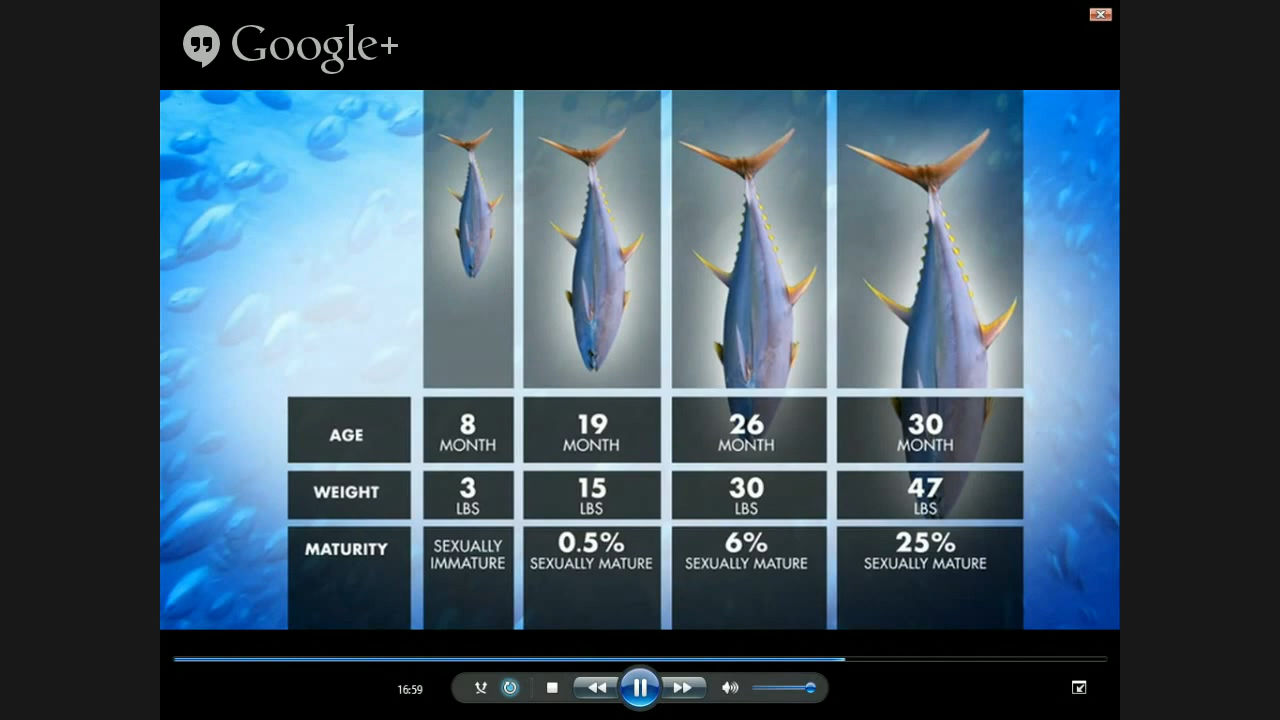 Google+
AGE
8
MONTH
19
MONTH
26
MONTH
30
MONTH
WEIGHT
3
LBS
15
LBS
30
LBS
47
LBS
MATURITY
SEXUALLY
IMMATURE
0.5%
SEXUALLY MATURE
6%
SEXUALLY MATURE
25%
SEXUALLY MATURE
16:59